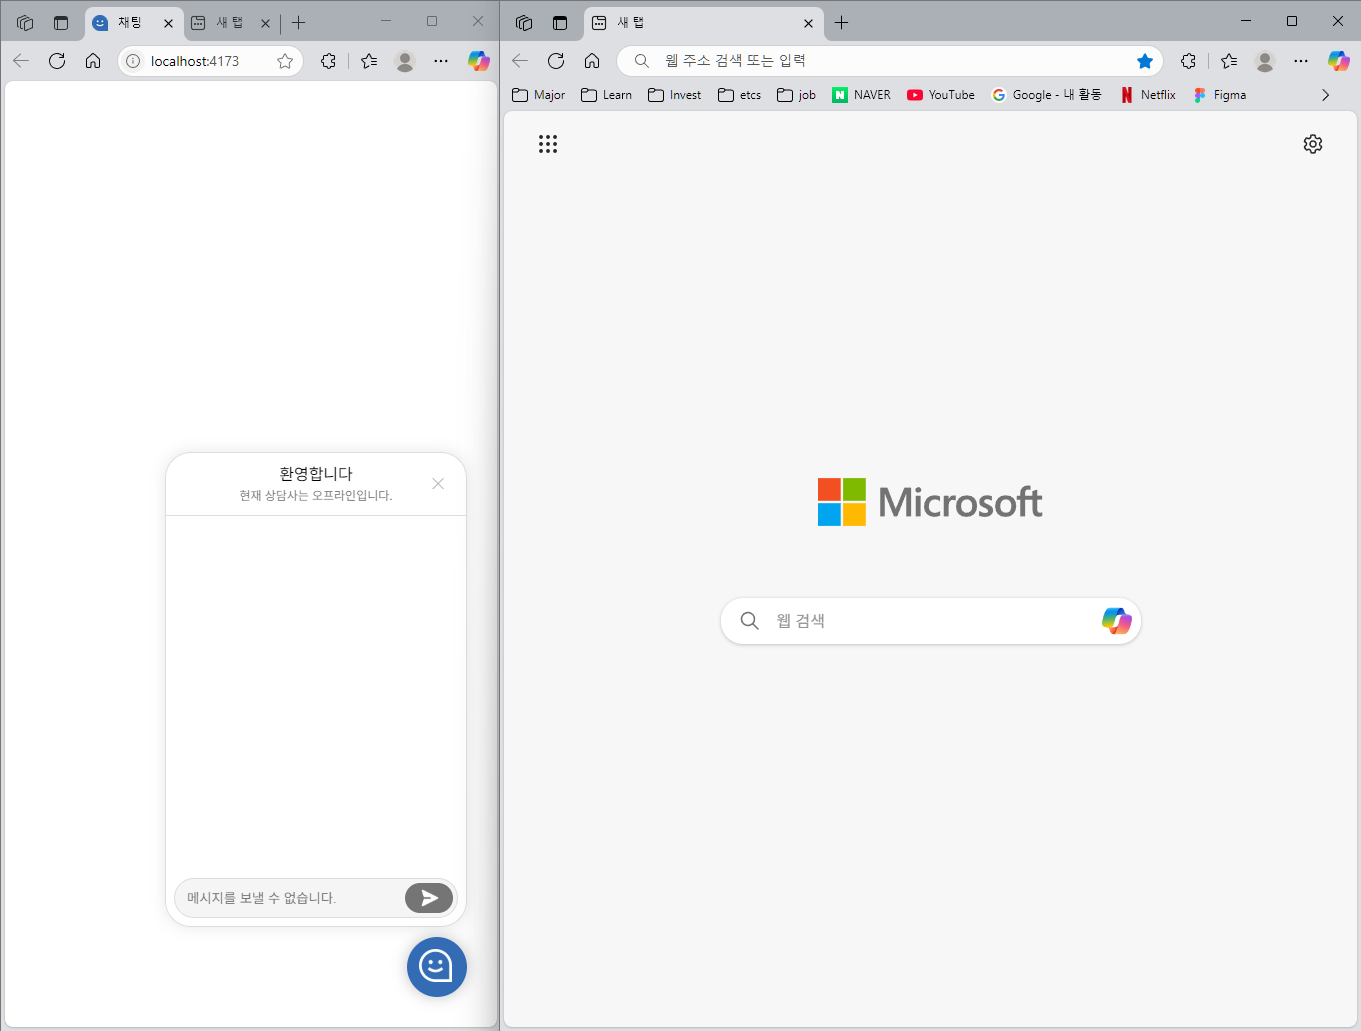 채팅
새 탭
localhost:4173
환영합니다
현재 상담사는 오프라인입니다.
메시지를 보낼 수 없습니다.
새 탭
웹 주소 검색 또는 입력
Major
Learn
Invest
etcs
job
NAVER
YouTube
Google - 내 활동
Netflix
Figma
Microsoft
웹 검색